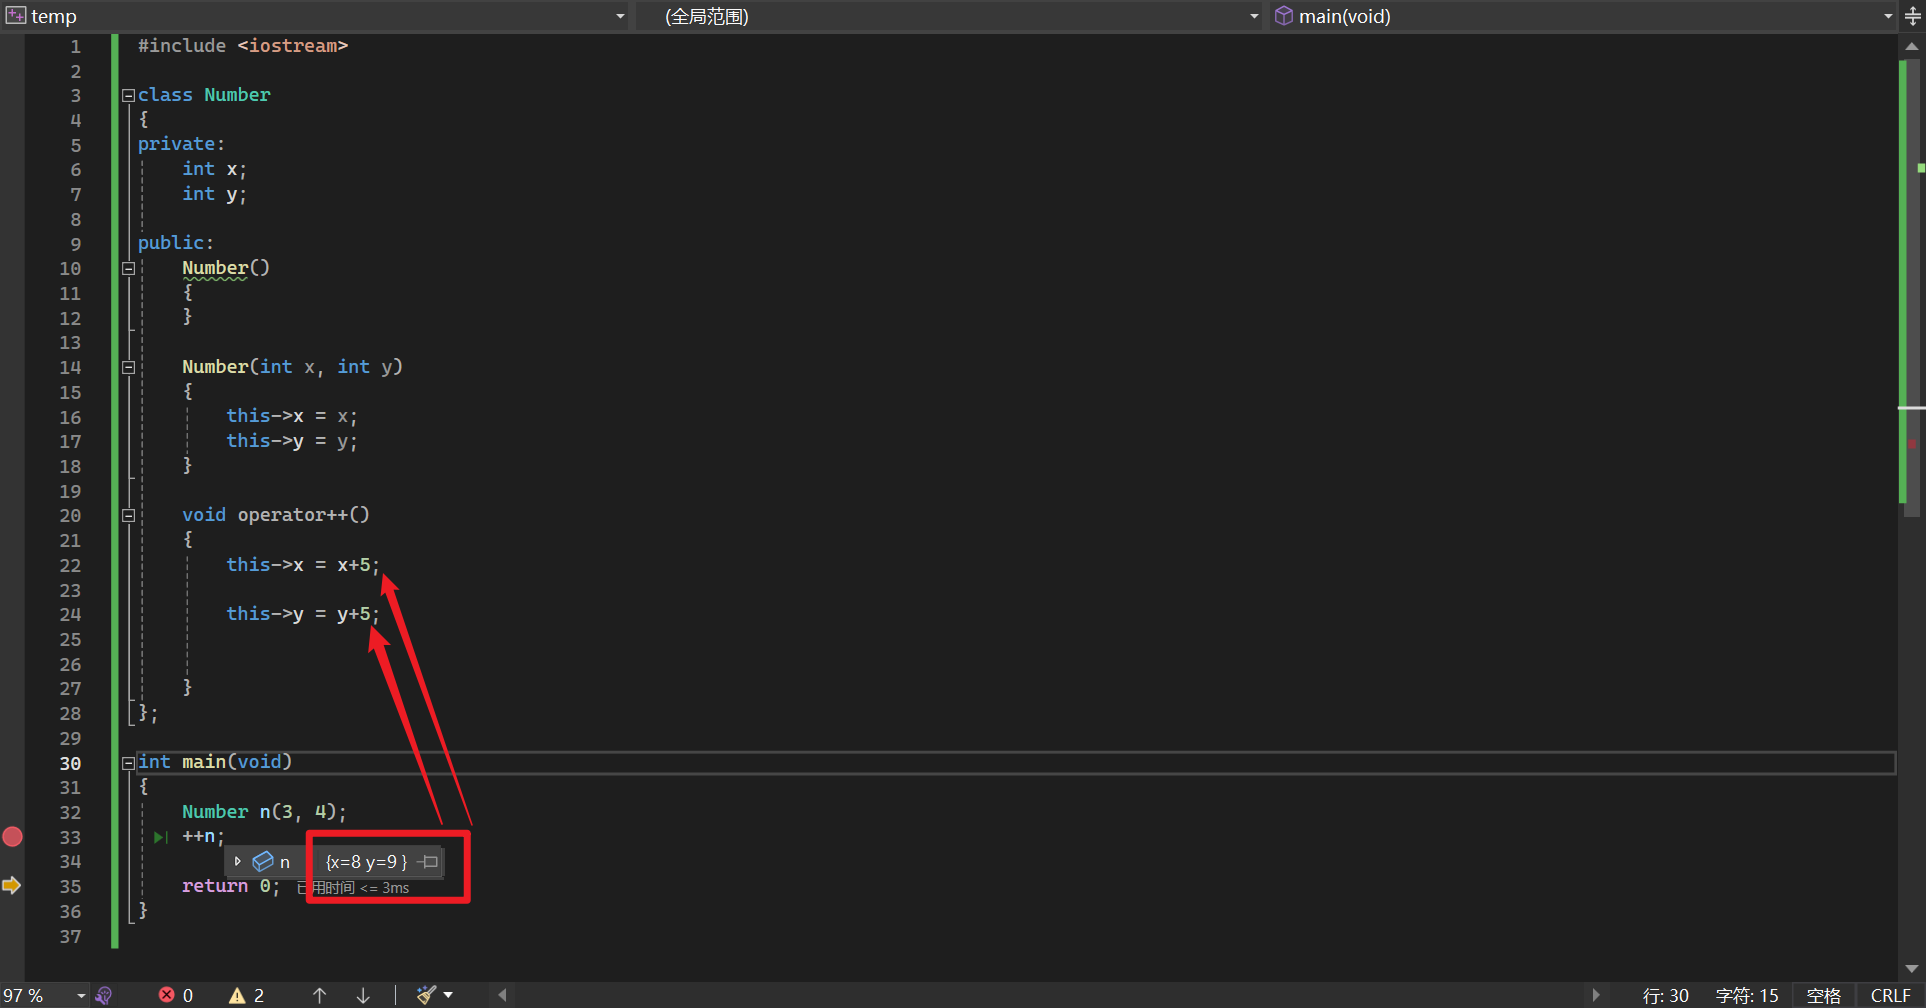 temp (全局范围) main(void)
1 #include <iostream>
2
3 class Number
4 {
5 private:
6 int x;
7 int y;
8
9 public:
10 Number()
11 {
12 }
13
14 Number(int x, int y)
15 {
16 this->x = x;
17 this->y = y;
18 }
19
20 void operator++()
21 {
22 this->x = x+5;
23
24 this->y = y+5;
25
26
27 }
28 };
29
30 int main(void)
31 {
32 Number n(3, 4);
33 ++n;
34 n {x=8 y=9 }
35 return 0; 已用时间 <= 3ms
36 }
37
97 % 0 2 行: 30 字符: 15 空格 CRLF